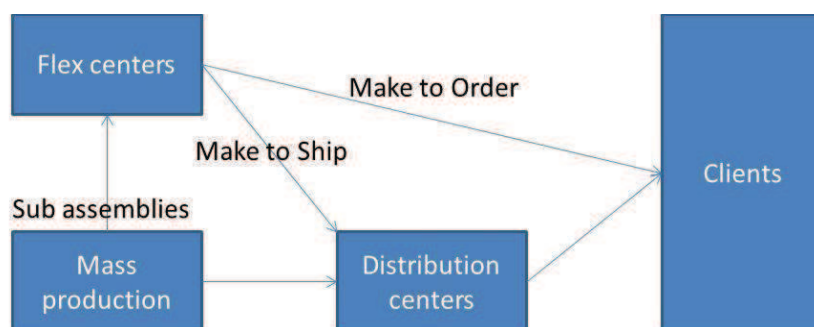 Flex centers
Make to Order
Make to Ship
Clients
Sub assemblies
Mass
production
Distribution
centers